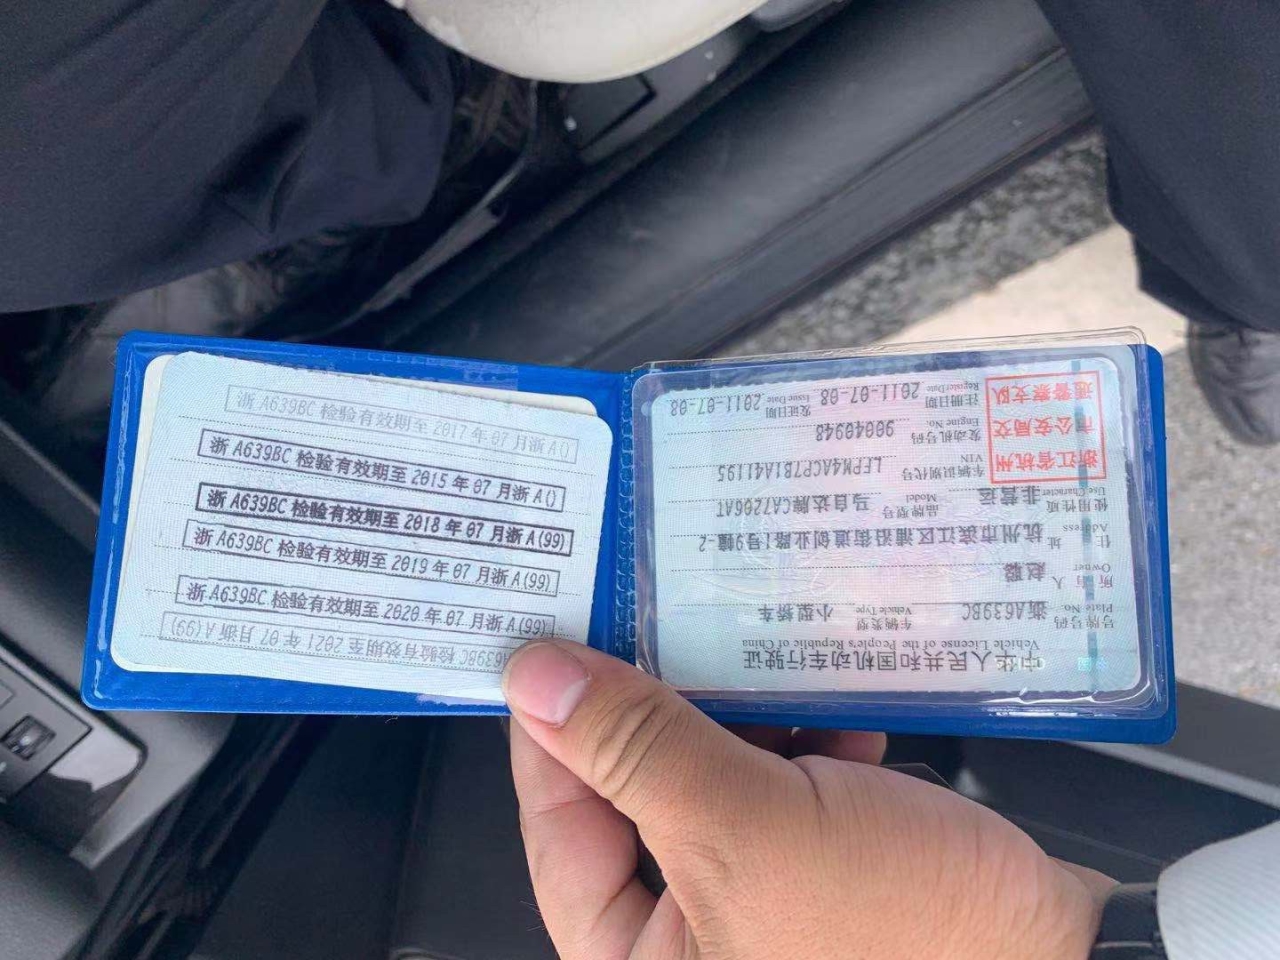 浙A639BC检验有效期至2017年07月浙A()
浙A639BC检验有效期至2015年07月浙A()
浙A639BC检验有效期至2018年07月浙A(99)
浙A639BC检验有效期至2019年07月浙A(99)
浙A639BC检验有效期至2020年07月浙A(99)
A639BC检验有效期至2021年07月浙A(99)
中华人民共和国机动车行驶证
Vehicle License of the People's Republic of China
号牌号码 Plate No. 浙A639BC 车辆类型 Vehicle Type 小型轿车
所有人 Owner 赵骆
住址 Address 杭州市滨江区浦沿街道创业路1号9幢-2
使用性质 Use Character 非营运 品牌型号 Model 马自达牌CA7206AT
车辆识别代号 VIN LFPM4ACP7B1A41195
发动机号码 Engine No. 90040948
注册日期 Register Date 2011-07-08 发证日期 Issue Date 2011-07-08
浙江省杭州
市公安局交
通警察支队